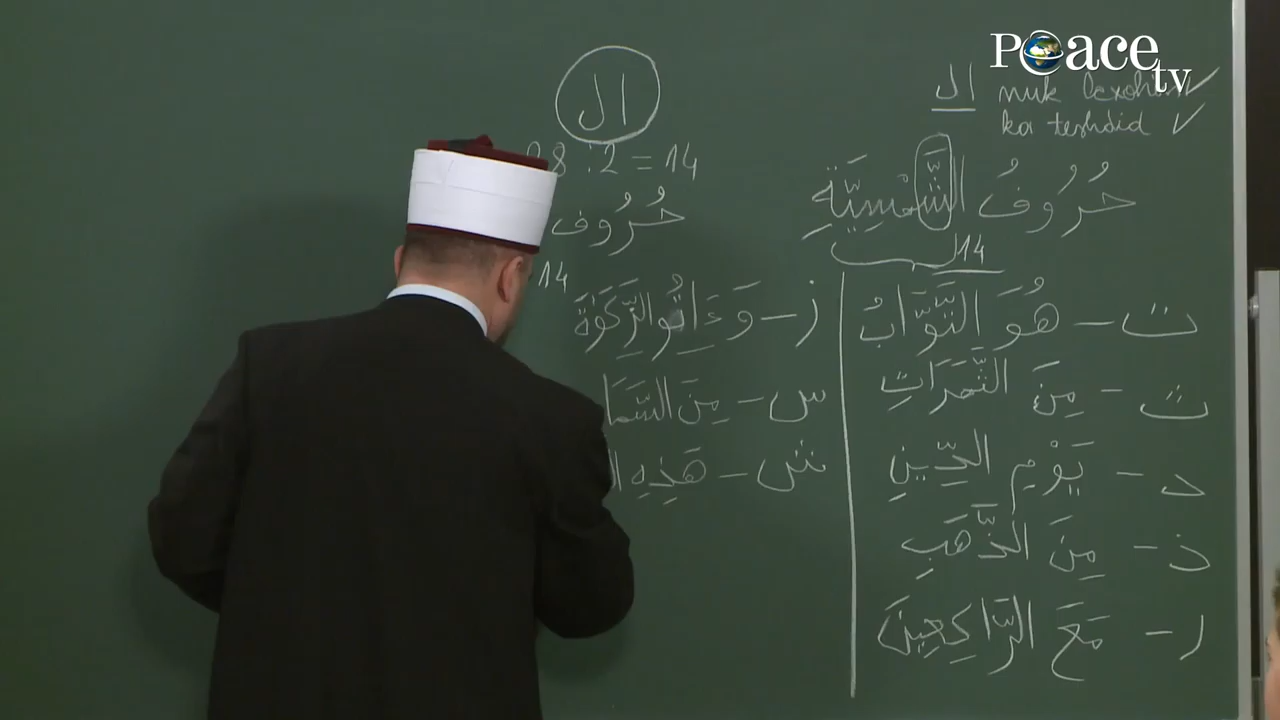 Peace tv
ال nuk lexohet ✓
ka teshdid ✓
حُرُوفُ الشَّمْسِيَّةِ
14
ت – هُوَ التَّوَّابُ
ث – مِنَ الثَّمَرَاتِ
د – يَوْمِ الدِّينِ
ذ – مِنَ الذَّهَبِ
ر – مَعَ الرَّاكِعِينَ
ال
28 : 2 = 14
حُرُوف
14
ز – وَءَاتُوا الزَّكَوٰةَ
س – مِنَ السَّمَا
ش – هَذِهِ ا